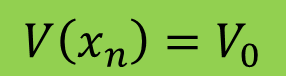 V(xₙ) = V₀